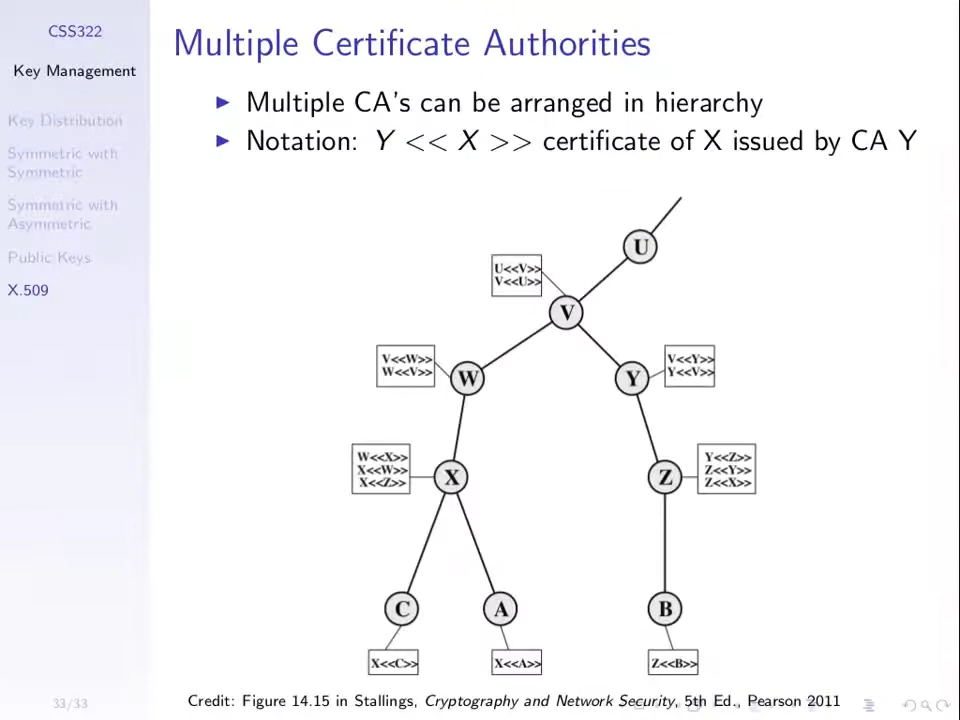 CSS322
Key Management
Key Distribution
Symmetric with
Symmetric
Symmetric with
Asymmetric
Public Keys
X.509
33/33
Multiple Certificate Authorities
Multiple CA's can be arranged in hierarchy
Notation: Y << X >> certificate of X issued by CA Y
U
U<<V>>
V<<U>>
V
V<<W>>
W<<V>>
W
Y
V<<Y>>
Y<<V>>
W<<X>>
X<<W>>
X<<Z>>
X
Z
Y<<Z>>
Z<<Y>>
Z<<X>>
C
A
B
X<<C>>
X<<A>>
Z<<B>>
Credit: Figure 14.15 in Stallings, Cryptography and Network Security, 5th Ed., Pearson 2011